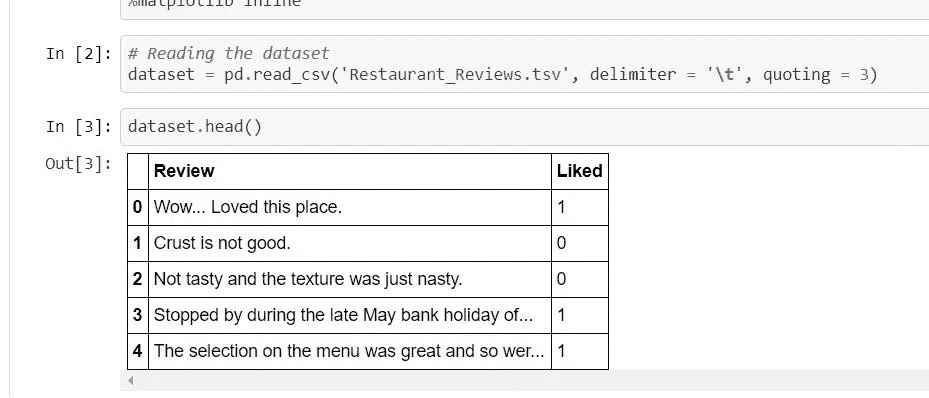 %matplotlib inline
In [2]: # Reading the dataset
dataset = pd.read_csv('Restaurant_Reviews.tsv', delimiter = '\t', quoting = 3)
In [3]: dataset.head()
Out[3]:
Review Liked
0 Wow... Loved this place. 1
1 Crust is not good. 0
2 Not tasty and the texture was just nasty. 0
3 Stopped by during the late May bank holiday of... 1
4 The selection on the menu was great and so wer... 1